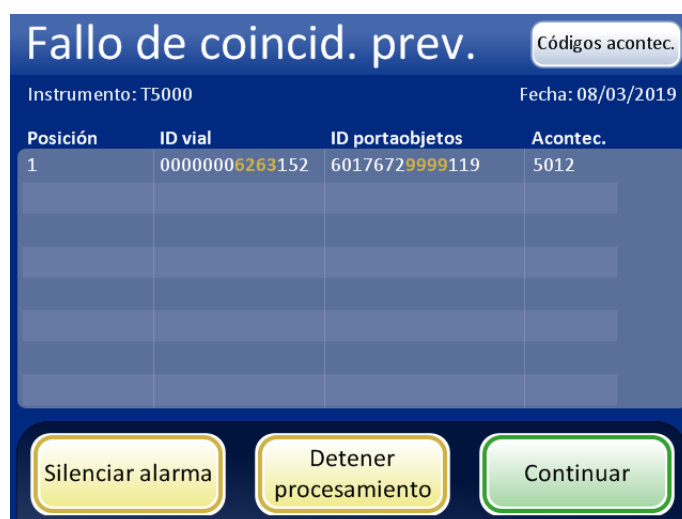 Fallo de coincid. prev.
Códigos acontec.
Instrumento: T5000
Fecha: 08/03/2019
Posición ID vial ID portaobjetos Acontec.
1 00000006263152 60176729999119 5012
Silenciar alarma
Detener
procesamiento
Continuar